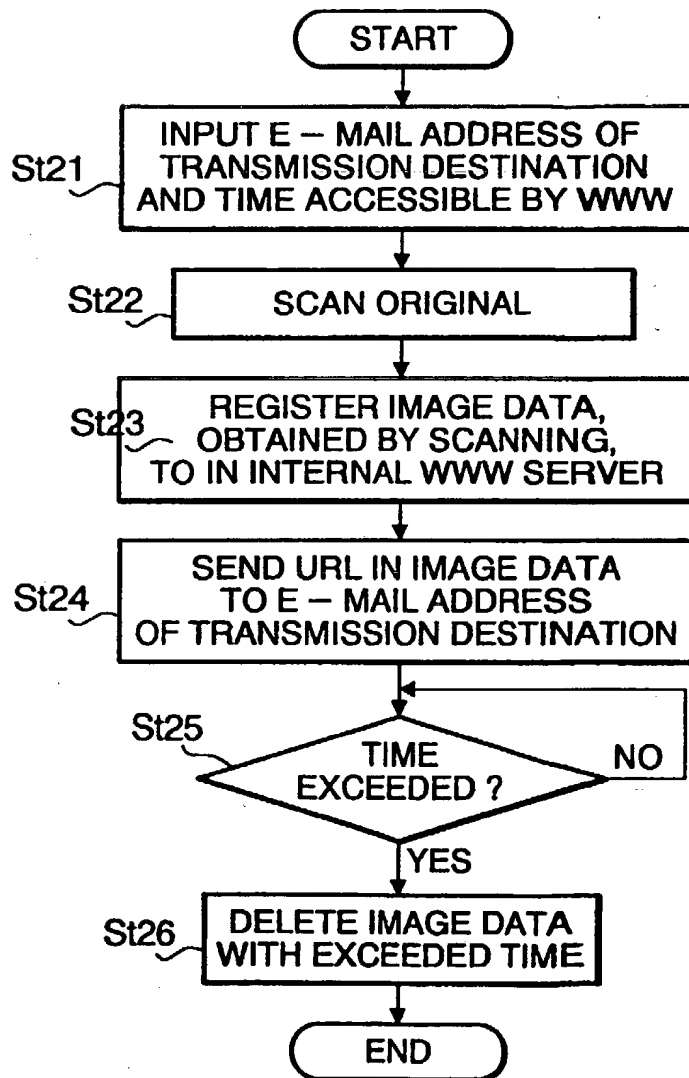 START
St21
INPUT E – MAIL ADDRESS OF
TRANSMISSION DESTINATION
AND TIME ACCESSIBLE BY WWW
St22
SCAN ORIGINAL
St23
REGISTER IMAGE DATA,
OBTAINED BY SCANNING,
TO IN INTERNAL WWW SERVER
St24
SEND URL IN IMAGE DATA
TO E – MAIL ADDRESS
OF TRANSMISSION DESTINATION
St25
TIME
EXCEEDED ?
NO
YES
St26
DELETE IMAGE DATA
WITH EXCEEDED TIME
END